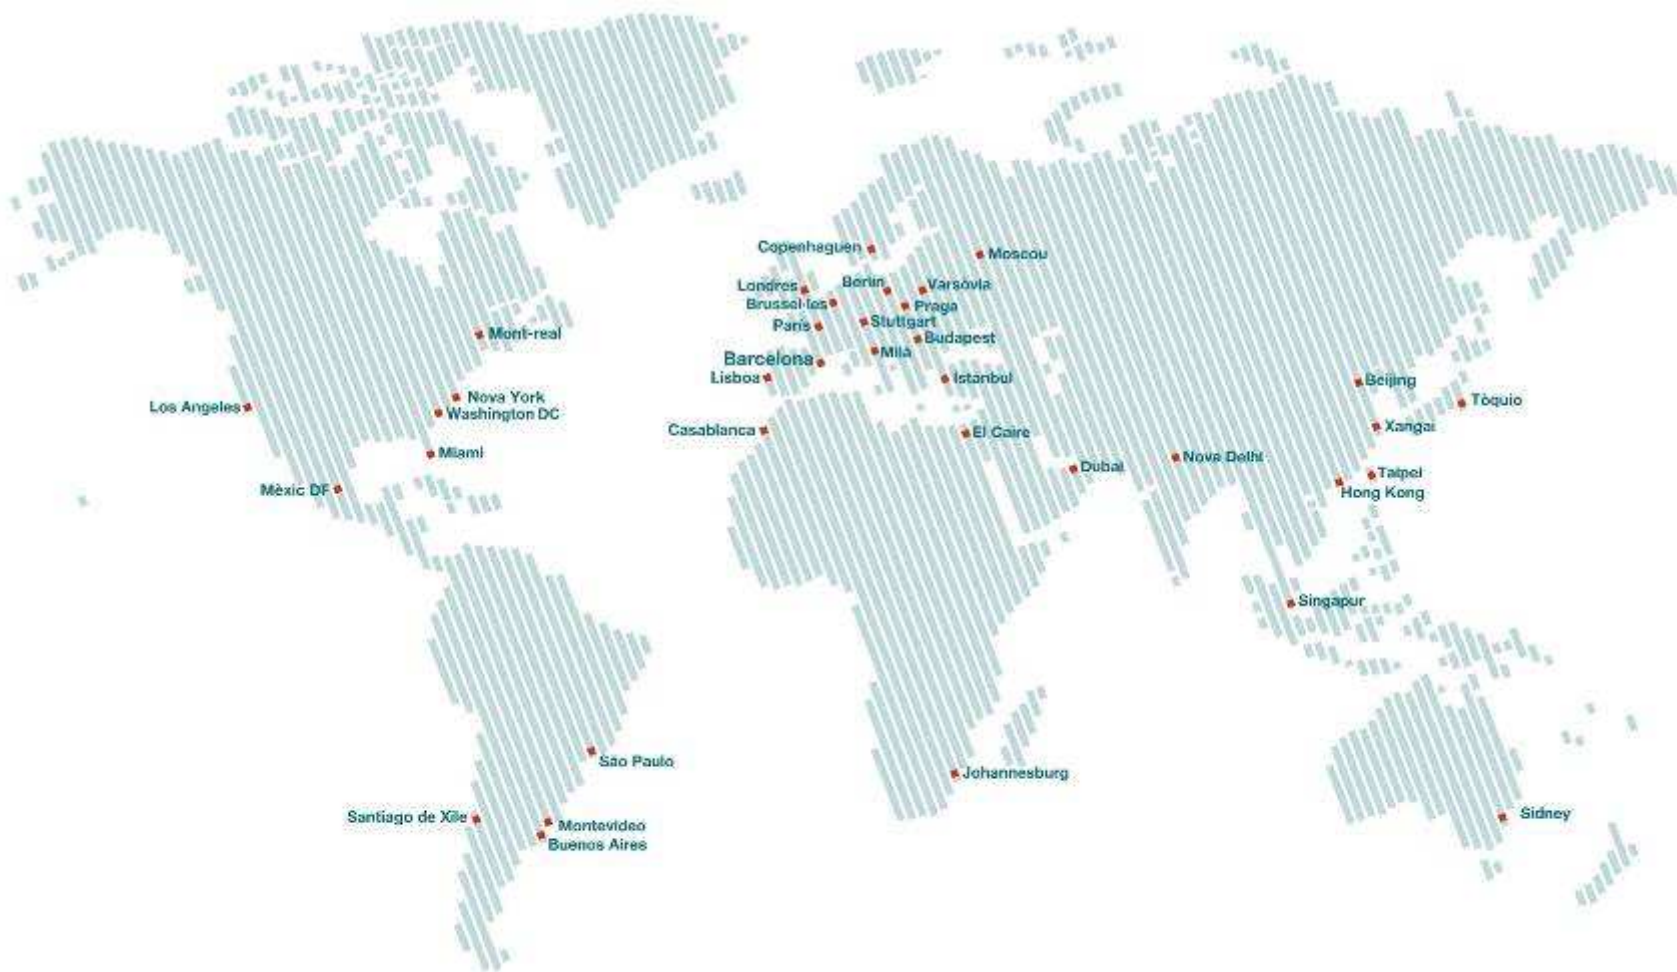 Copenhaguen
Moscou
Londres
Berlin
Varsòvia
Brussel·les
Praga
París
Stuttgart
Mont-real
Budapest
Barcelona
Milà
Lisboa
Istanbul
Beijing
Los Angeles
Nova York
Tòquio
Washington DC
Casablanca
El Caire
Xangai
Miami
Dubai
Nova Delhi
Taipei
Mèxic DF
Hong Kong
Singapur
São Paulo
Johannesburg
Santiago de Xile
Montevideo
Sidney
Buenos Aires